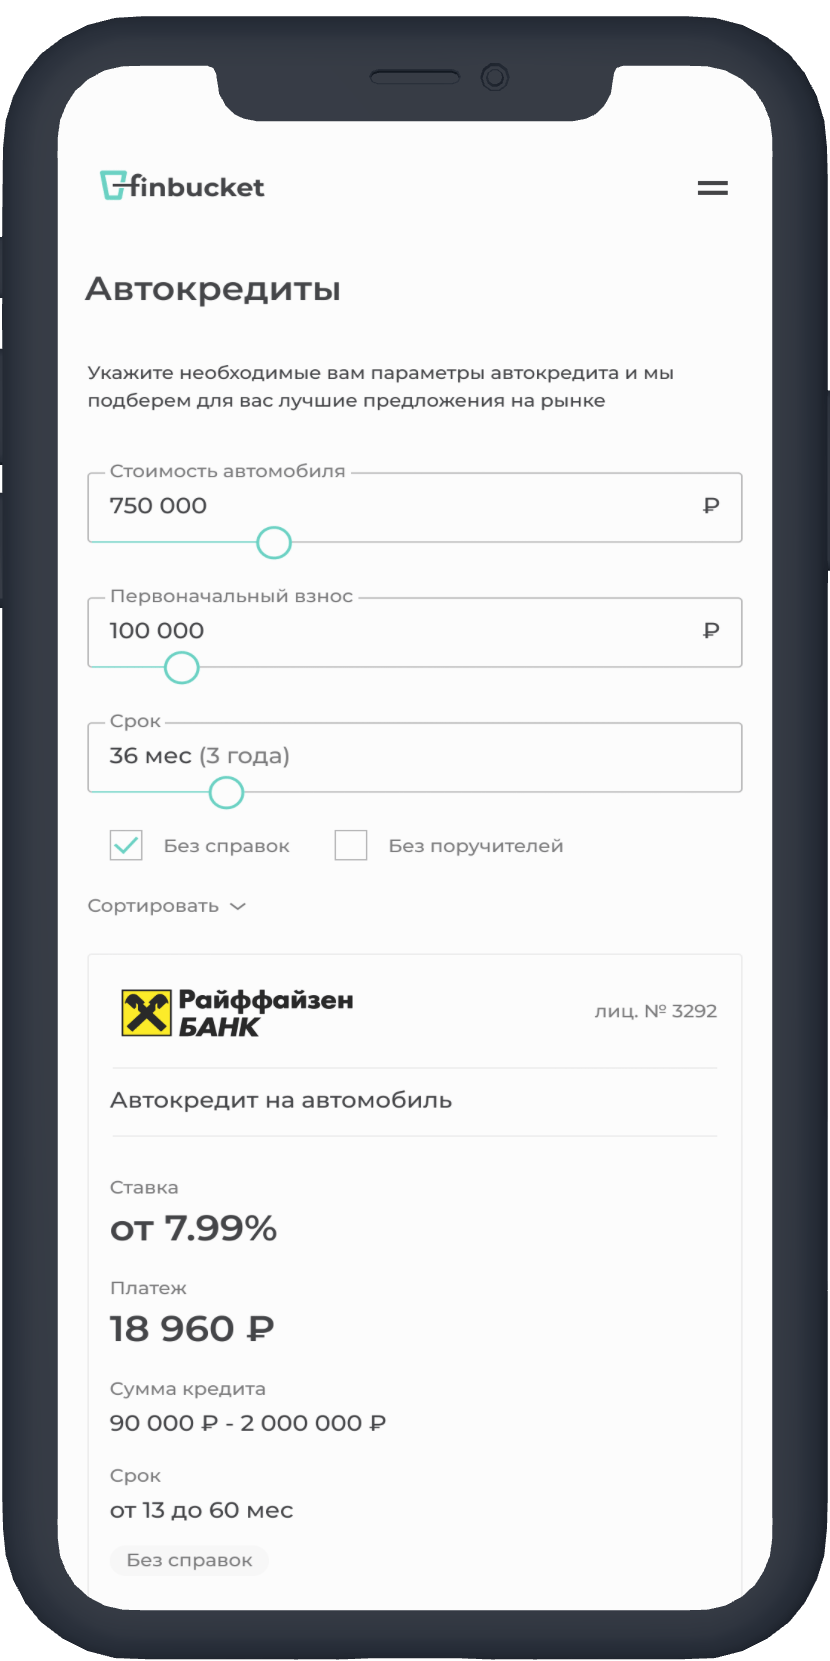 finbucket
Автокредиты
Укажите необходимые вам параметры автокредита и мы
подберем для вас лучшие предложения на рынке
Стоимость автомобиля
750 000 ₽
Первоначальный взнос
100 000 ₽
Срок
36 мес (3 года)
Без справок Без поручителей
Сортировать
Райффайзен
БАНК
лиц. № 3292
Автокредит на автомобиль
Ставка
от 7.99%
Платеж
18 960 ₽
Сумма кредита
90 000 ₽ - 2 000 000 ₽
Срок
от 13 до 60 мес
Без справок